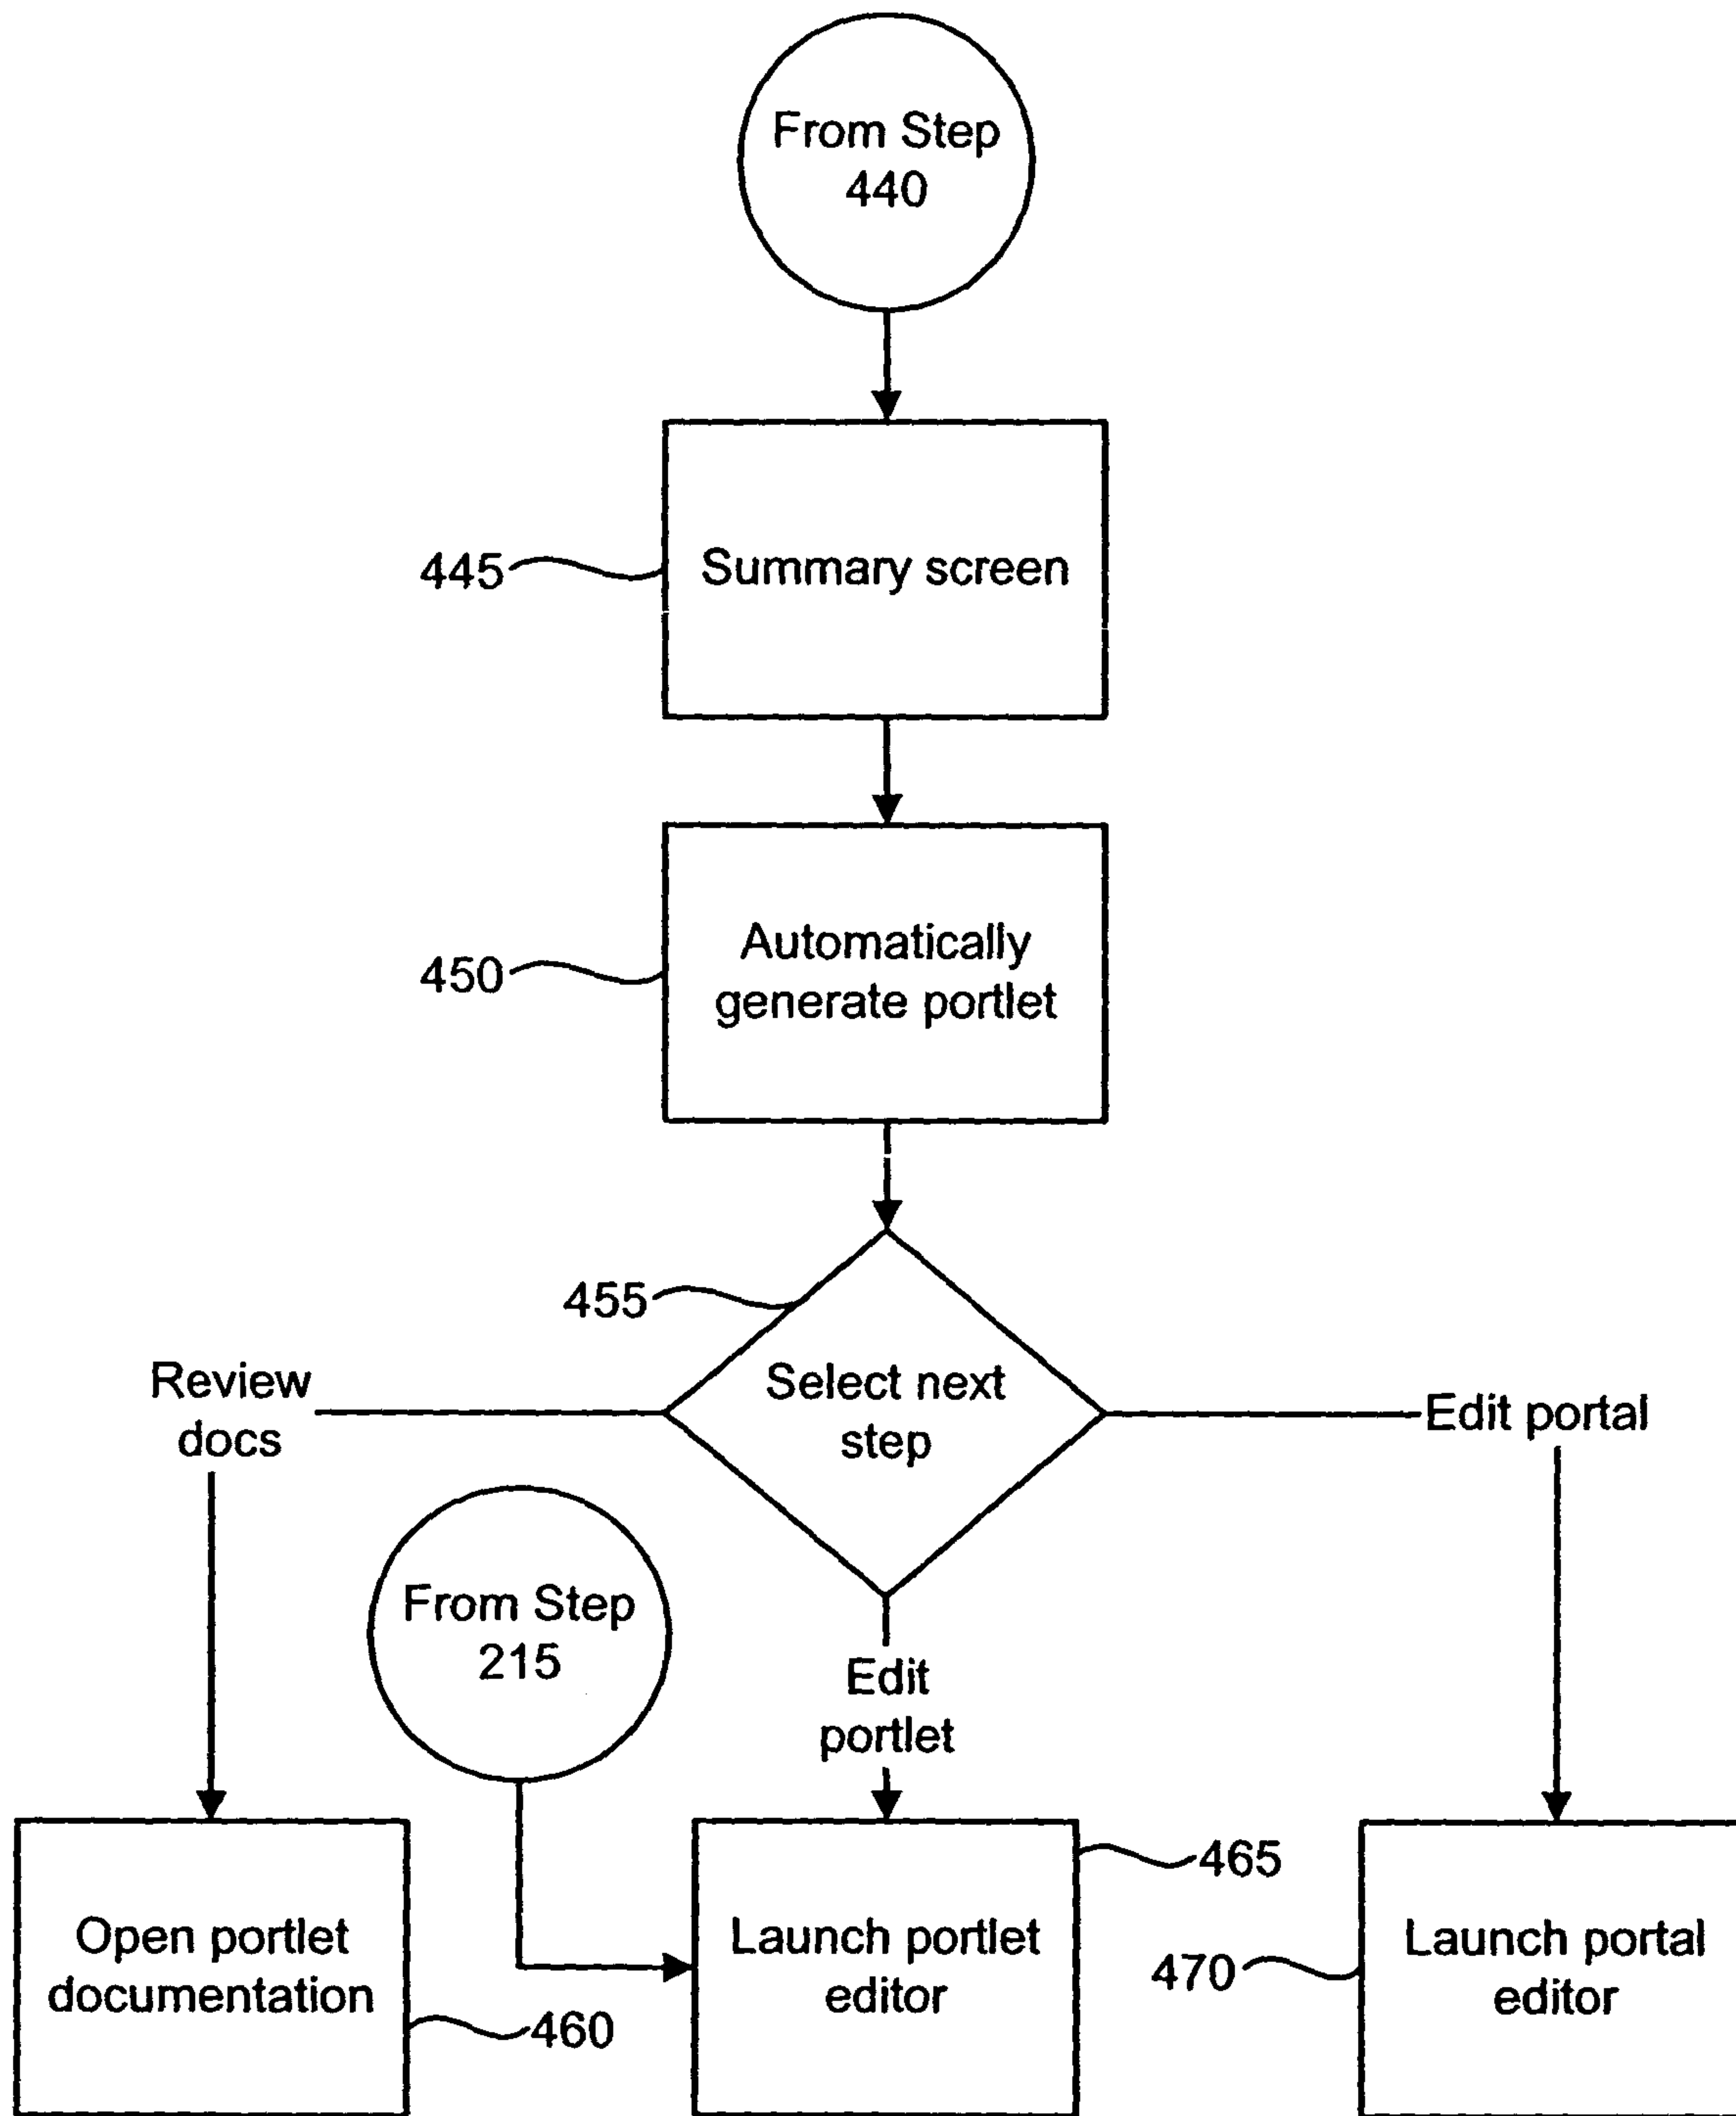 From Step
440
445
Summary screen
450
Automatically
generate portlet
455
Select next
step
Review
docs
Edit portal
From Step
215
Edit
portlet
465
Open portlet
documentation
460
Launch portlet
editor
470
Launch portal
editor